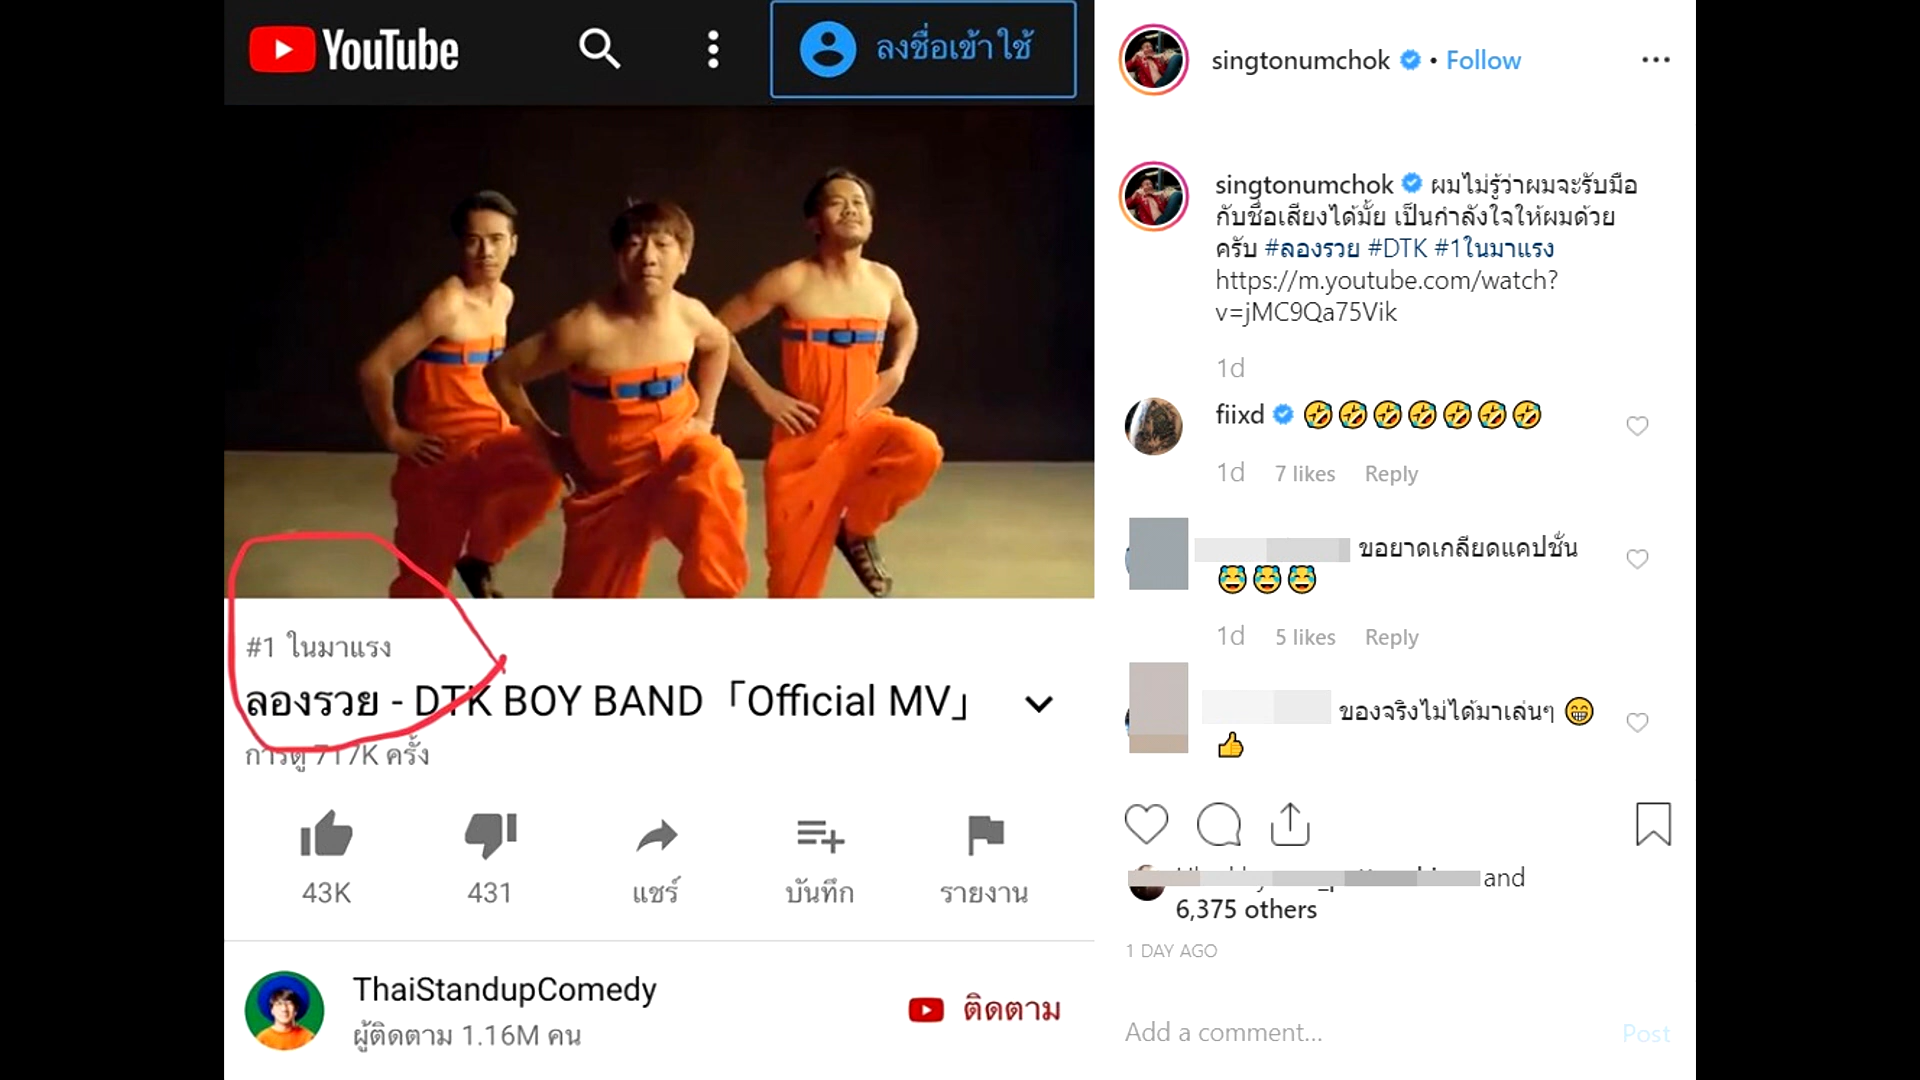 YouTube
ลงชื่อเข้าใช้
#1 ในมาแรง
ลองรวย - DTK BOY BAND「Official MV」
การดู 717K ครั้ง
43K
431
แชร์
บันทึก
รายงาน
ThaiStandupComedy
ผู้ติดตาม 1.16M คน
ติดตาม
singtonumchok • Follow
singtonumchok ผมไม่รู้ว่าผมจะรับมือ
กับชื่อเสียงได้มั้ย เป็นกำลังใจให้ผมด้วย
ครับ #ลองรวย #DTK #1ในมาแรง
https://m.youtube.com/watch?
v=jMC9Qa75Vik
1d
fiixd 🤣🤣🤣🤣🤣🤣🤣
1d 7 likes Reply
ขอยาดเกลียดแคปชั่น
😂😂😂
1d 5 likes Reply
ของจริงไม่ได้มาเล่นๆ 😁
👍
and
6,375 others
1 DAY AGO
Add a comment...
Post